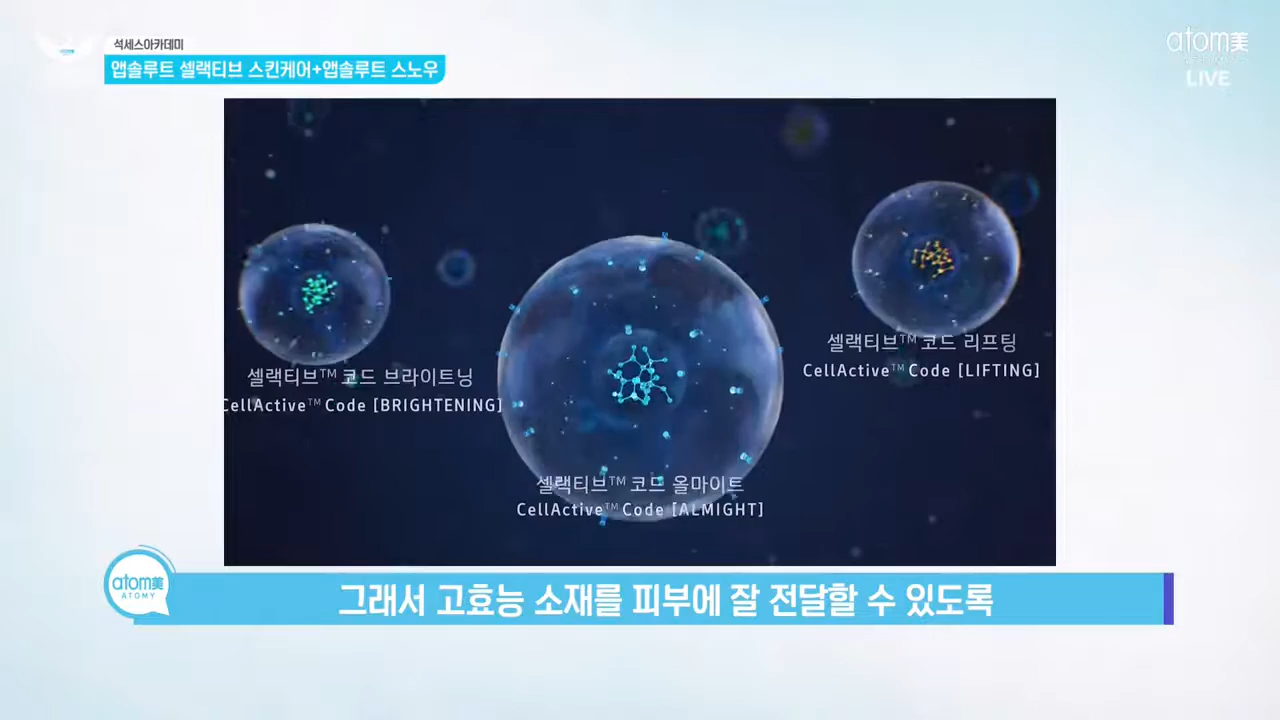 석세스아카데미
앱솔루트 셀랙티브 스킨케어+앱솔루트 스노우
atom美
LIVE
셀랙티브™ 코드 리프팅
CellActive™ Code [LIFTING]
셀랙티브™ 코드 브라이트닝
CellActive™ Code [BRIGHTENING]
셀랙티브™ 코드 올마이트
CellActive™ Code [ALMIGHT]
atom美
ATOMY
그래서 고효능 소재를 피부에 잘 전달할 수 있도록